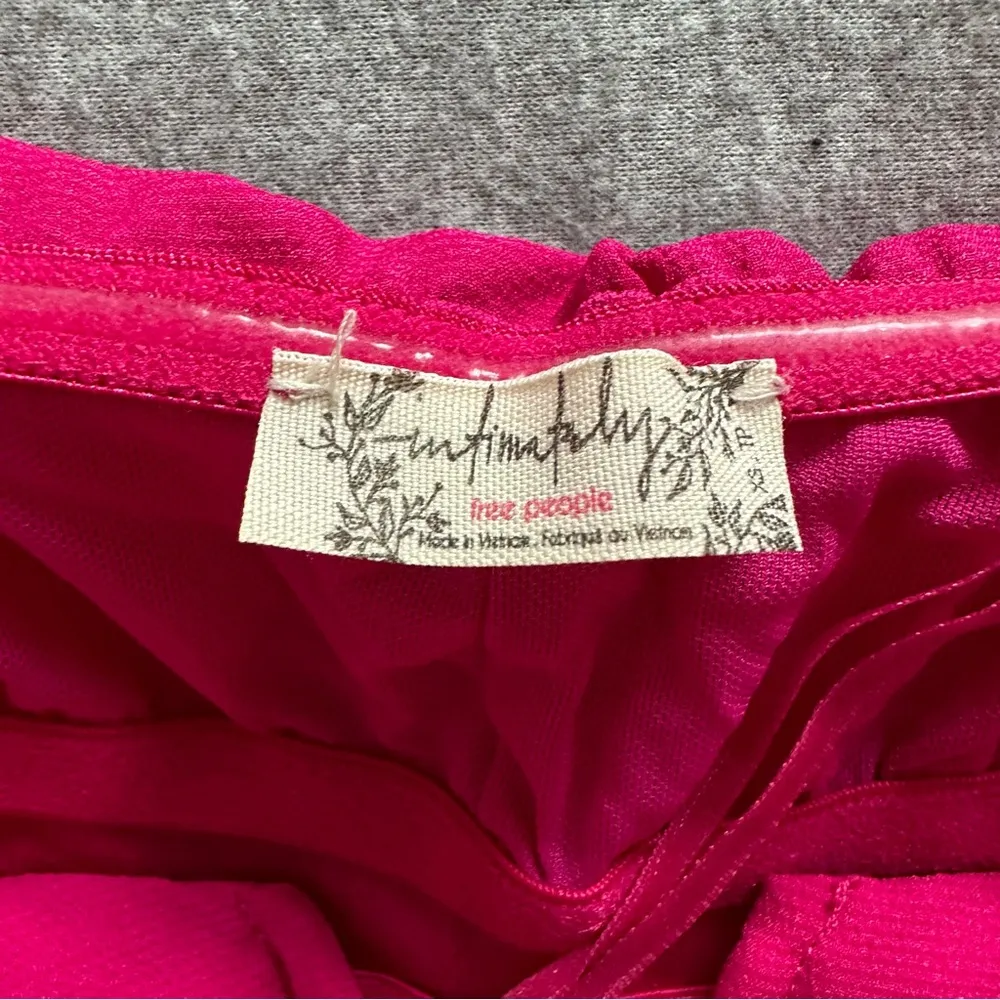 intimately
free people
Made in Vietnam . Fabriqué au Vietnam
XS . TP